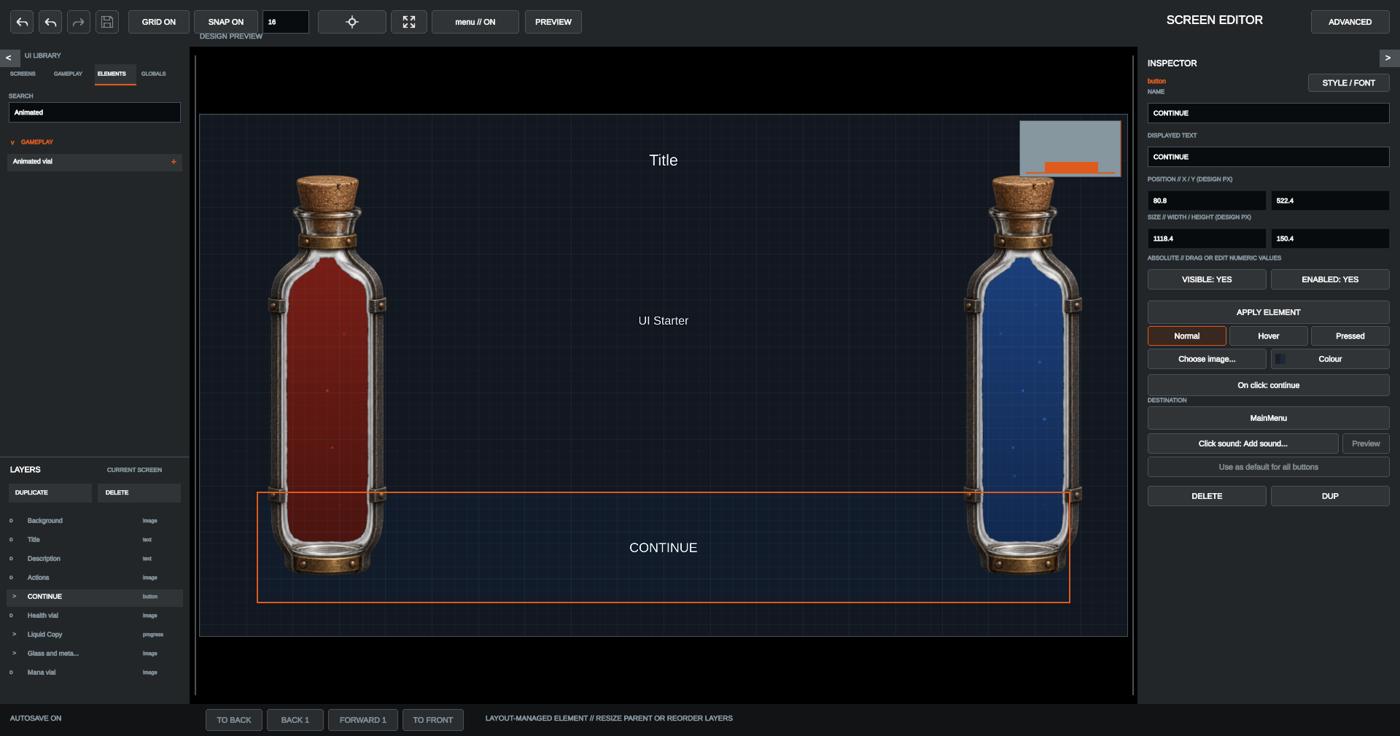 GRID ON
SNAP ON
16
menu // ON
PREVIEW
SCREEN EDITOR
ADVANCED
DESIGN PREVIEW
<
UI LIBRARY
SCREENS
GAMEPLAY
ELEMENTS
GLOBALS
SEARCH
Animated
v GAMEPLAY
Animated vial +
LAYERS
CURRENT SCREEN
DUPLICATE
DELETE
o Background image
o Title text
o Description text
o Actions image
> CONTINUE button
o Health vial image
> Liquid Copy progress
> Glass and meta... image
o Mana vial image
Title
UI Starter
CONTINUE
>
INSPECTOR
button
STYLE / FONT
NAME
CONTINUE
DISPLAYED TEXT
CONTINUE
POSITION // X / Y (DESIGN PX)
80.8
522.4
SIZE // WIDTH / HEIGHT (DESIGN PX)
1118.4
150.4
ABSOLUTE // DRAG OR EDIT NUMERIC VALUES
VISIBLE: YES
ENABLED: YES
APPLY ELEMENT
Normal
Hover
Pressed
Choose image...
Colour
On click: continue
DESTINATION
MainMenu
Click sound: Add sound...
Preview
Use as default for all buttons
DELETE
DUP
AUTOSAVE ON
TO BACK
BACK 1
FORWARD 1
TO FRONT
LAYOUT-MANAGED ELEMENT // RESIZE PARENT OR REORDER LAYERS